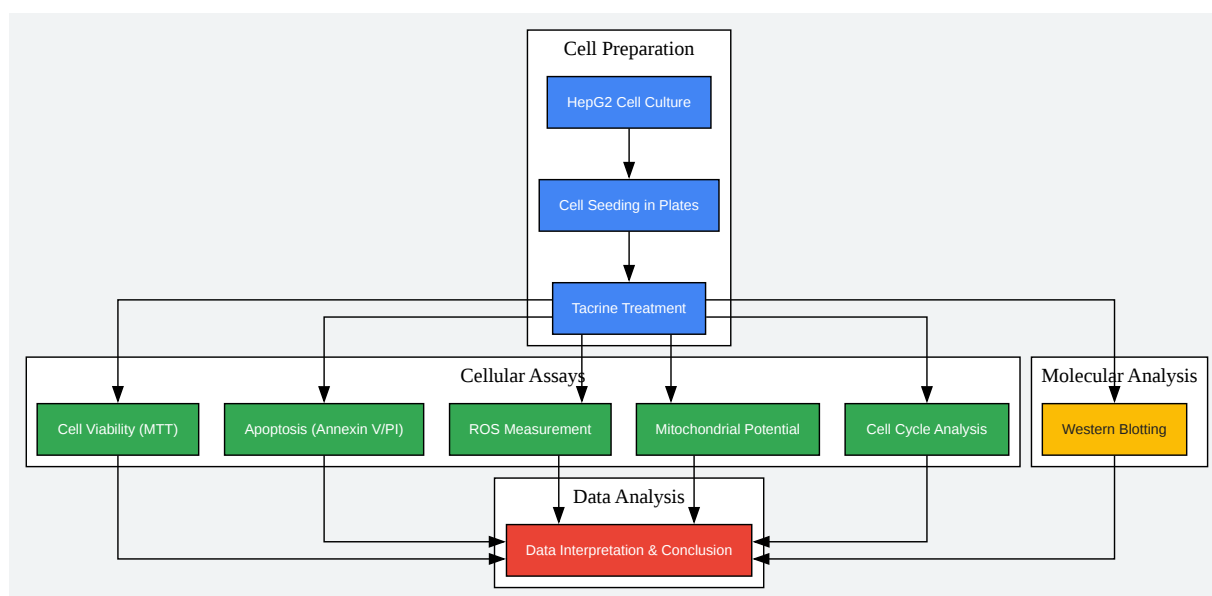 Cell Preparation
HepG2 Cell Culture
Cell Seeding in Plates
Tacrine Treatment
Cellular Assays
Molecular Analysis
Cell Viability (MTT)
Apoptosis (Annexin V/PI)
ROS Measurement
Mitochondrial Potential
Cell Cycle Analysis
Western Blotting
Data Analysis
Data Interpretation & Conclusion